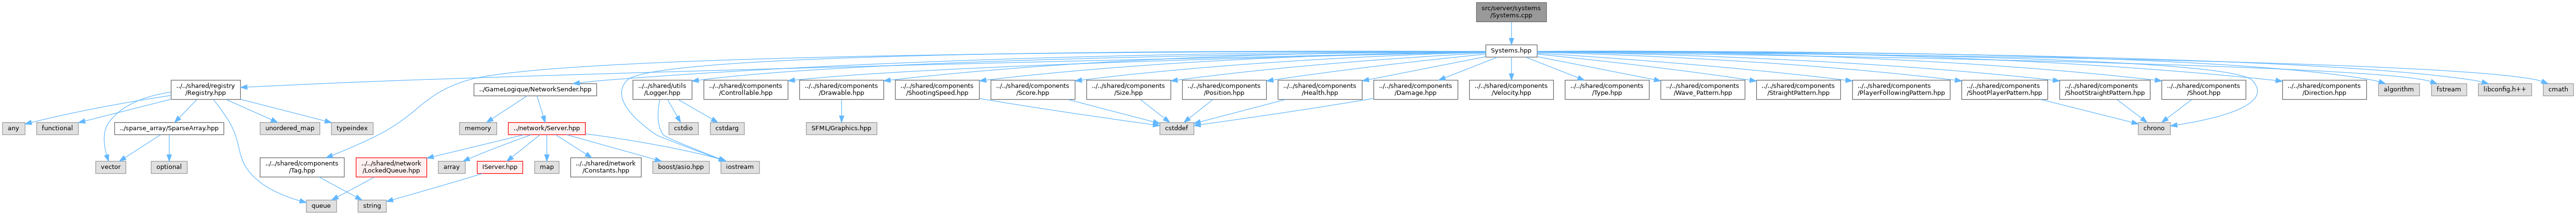 src/server/systems
/Systems.cpp
Systems.hpp
../../shared/registry
/Registry.hpp
../GameLogique/NetworkSender.hpp
../../shared/Utils
/Logger.hpp
../../shared/components
/Controllable.hpp
../../shared/components
/Drawable.hpp
../../shared/components
/ShootingSpeed.hpp
../../shared/components
/Score.hpp
../../shared/components
/Size.hpp
../../shared/components
/Position.hpp
../../shared/components
/Health.hpp
../../shared/components
/Damage.hpp
../../shared/components
/Velocity.hpp
../../shared/components
/Type.hpp
../../shared/components
/Wave_Pattern.hpp
../../shared/components
/StraightPattern.hpp
../../shared/components
/PlayerFollowingPattern.hpp
../../shared/components
/ShootPlayerPattern.hpp
../../shared/components
/ShootStraightPattern.hpp
../../shared/components
/Shoot.hpp
../../shared/components
/Direction.hpp
algorithm
fstream
libconfig.h++
cmath
any
functional
../sparse_array/SparseArray.hpp
unordered_map
typeindex
memory
../network/Server.hpp
cstdio
cstdarg
SFML/Graphics.hpp
cstddef
chrono
vector
optional
../../shared/components
/Tag.hpp
../../shared/network
/LockedQueue.hpp
array
IServer.hpp
map
../../shared/network
/Constants.hpp
boost/asio.hpp
iostream
queue
string